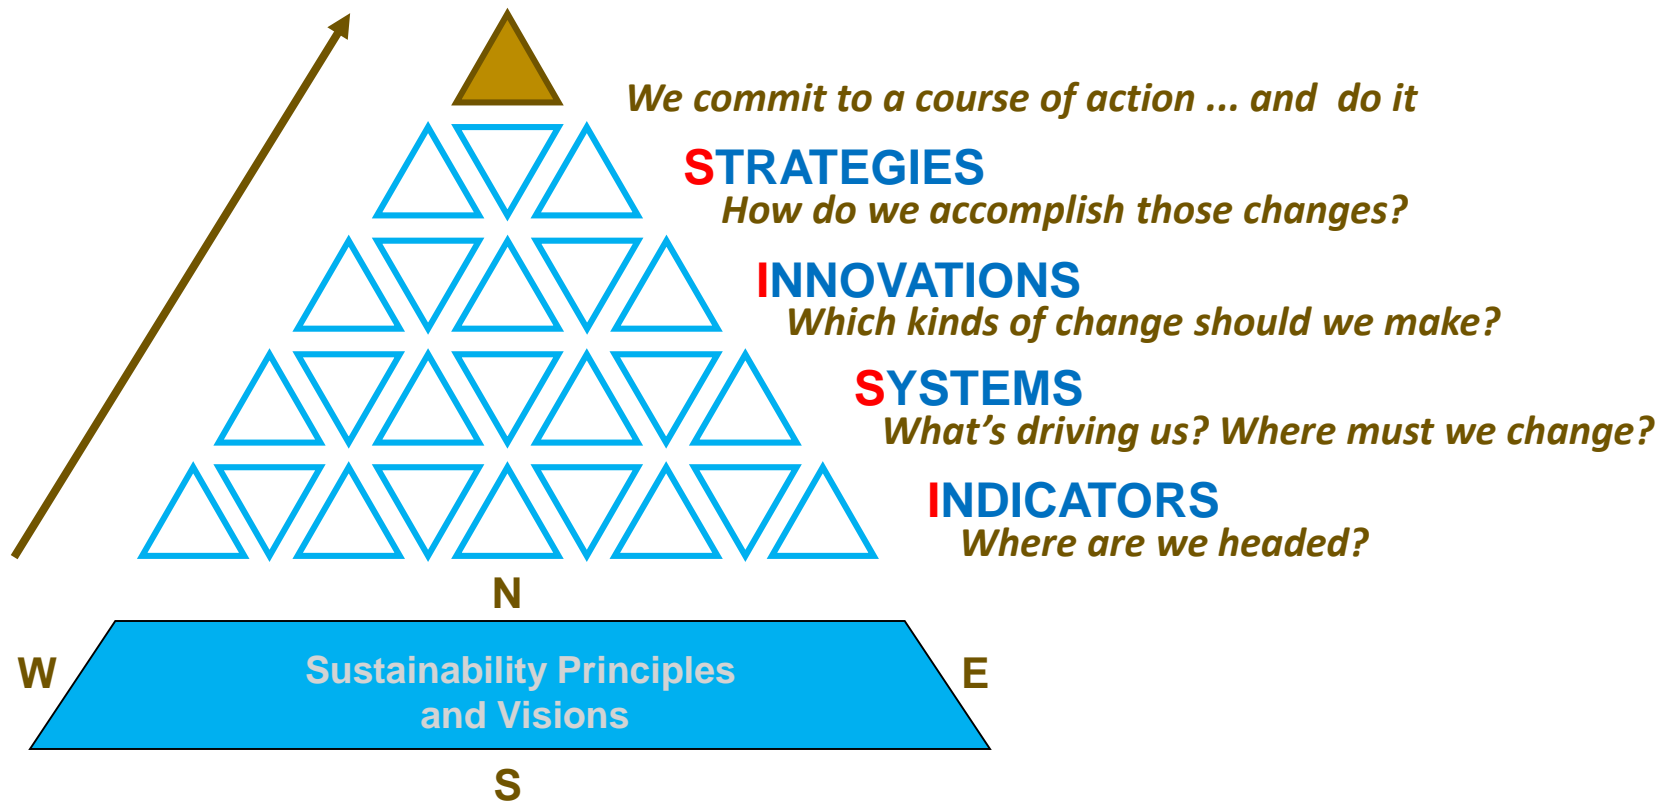 We commit to a course of action ... and  do it
STRATEGIES
How do we accomplish those changes?
INNOVATIONS
Which kinds of change should we make?
SYSTEMS
What’s driving us? Where must we change?
INDICATORS
Where are we headed?
N
W
Sustainability Principles
and Visions
E
S